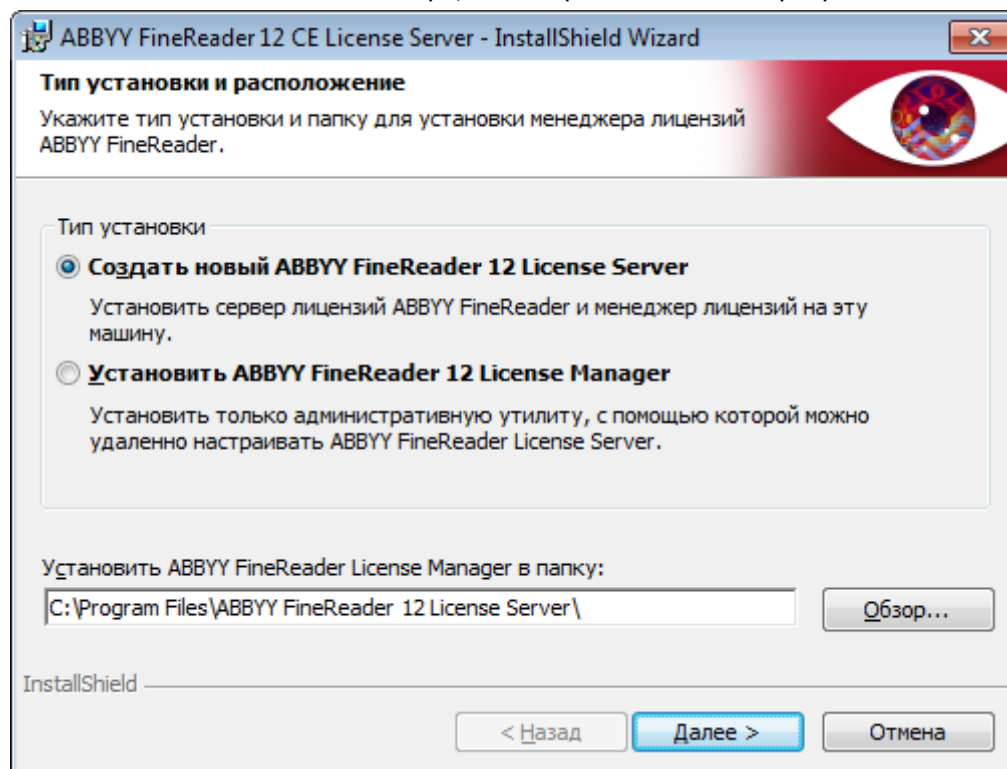 ABBYY FineReader 12 CE License Server - InstallShield Wizard
Тип установки и расположение
Укажите тип установки и папку для установки менеджера лицензий
ABBYY FineReader.
Тип установки
Создать новый ABBYY FineReader 12 License Server
Установить сервер лицензий ABBYY FineReader и менеджер лицензий на эту
машину.
Установить ABBYY FineReader 12 License Manager
Установить только административную утилиту, с помощью которой можно
удаленно настраивать ABBYY FineReader License Server.
Установить ABBYY FineReader License Manager в папку:
C:\Program Files\ABBYY FineReader 12 License Server\
Обзор...
InstallShield
< Назад Далее > Отмена